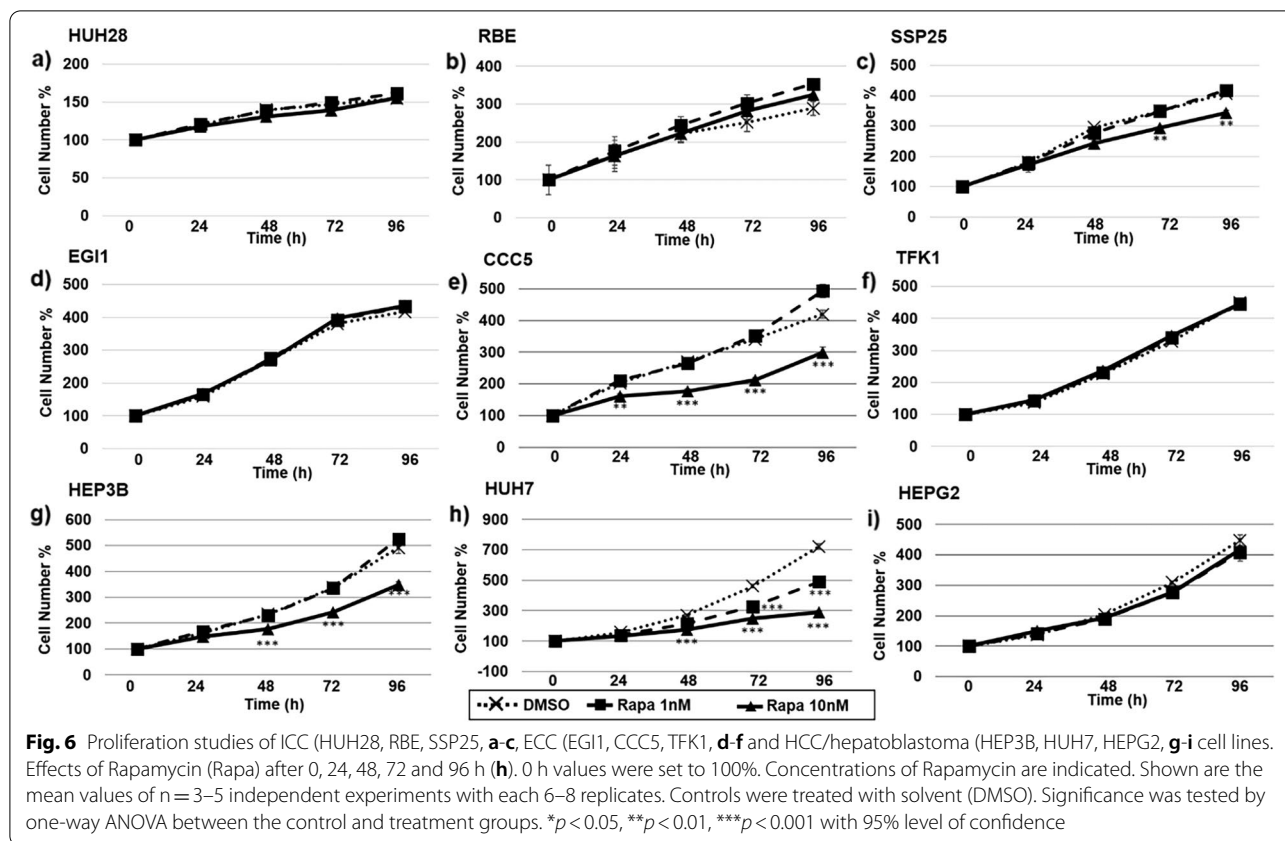 HUH28
a)
Cell Number %
200
150
100
50
0
0 24 48 72 96
Time (h)
RBE
b)
Cell Number %
400
300
200
100
0
0 24 48 72 96
Time (h)
SSP25
c)
Cell Number %
500
400
300
200
100
0
** **
0 24 48 72 96
Time (h)
EGI1
d)
Cell Number %
500
400
300
200
100
0
0 24 48 72 96
Time (h)
CCC5
e)
Cell Number %
500
400
300
200
100
0
** *** *** ***
0 24 48 72 96
Time (h)
TFK1
f)
Cell Number %
500
400
300
200
100
0
0 24 48 72 96
Time (h)
HEP3B
g)
Cell Number %
600
500
400
300
200
100
0
*** *** ***
0 24 48 72 96
Time (h)
HUH7
h)
Cell Number %
900
700
500
300
100
-100
*** *** *** *** ***
0 24 48 72 96
Time (h)
HEPG2
i)
Cell Number %
500
400
300
200
100
0
0 24 48 72 96
Time (h)
DMSO Rapa 1nM Rapa 10nM
Fig. 6 Proliferation studies of ICC (HUH28, RBE, SSP25, a-c, ECC (EGI1, CCC5, TFK1, d-f and HCC/hepatoblastoma (HEP3B, HUH7, HEPG2, g-i cell lines.
Effects of Rapamycin (Rapa) after 0, 24, 48, 72 and 96 h (h). 0 h values were set to 100%. Concentrations of Rapamycin are indicated. Shown are the
mean values of n = 3–5 independent experiments with each 6–8 replicates. Controls were treated with solvent (DMSO). Significance was tested by
one-way ANOVA between the control and treatment groups. *p < 0.05, **p < 0.01, ***p < 0.001 with 95% level of confidence